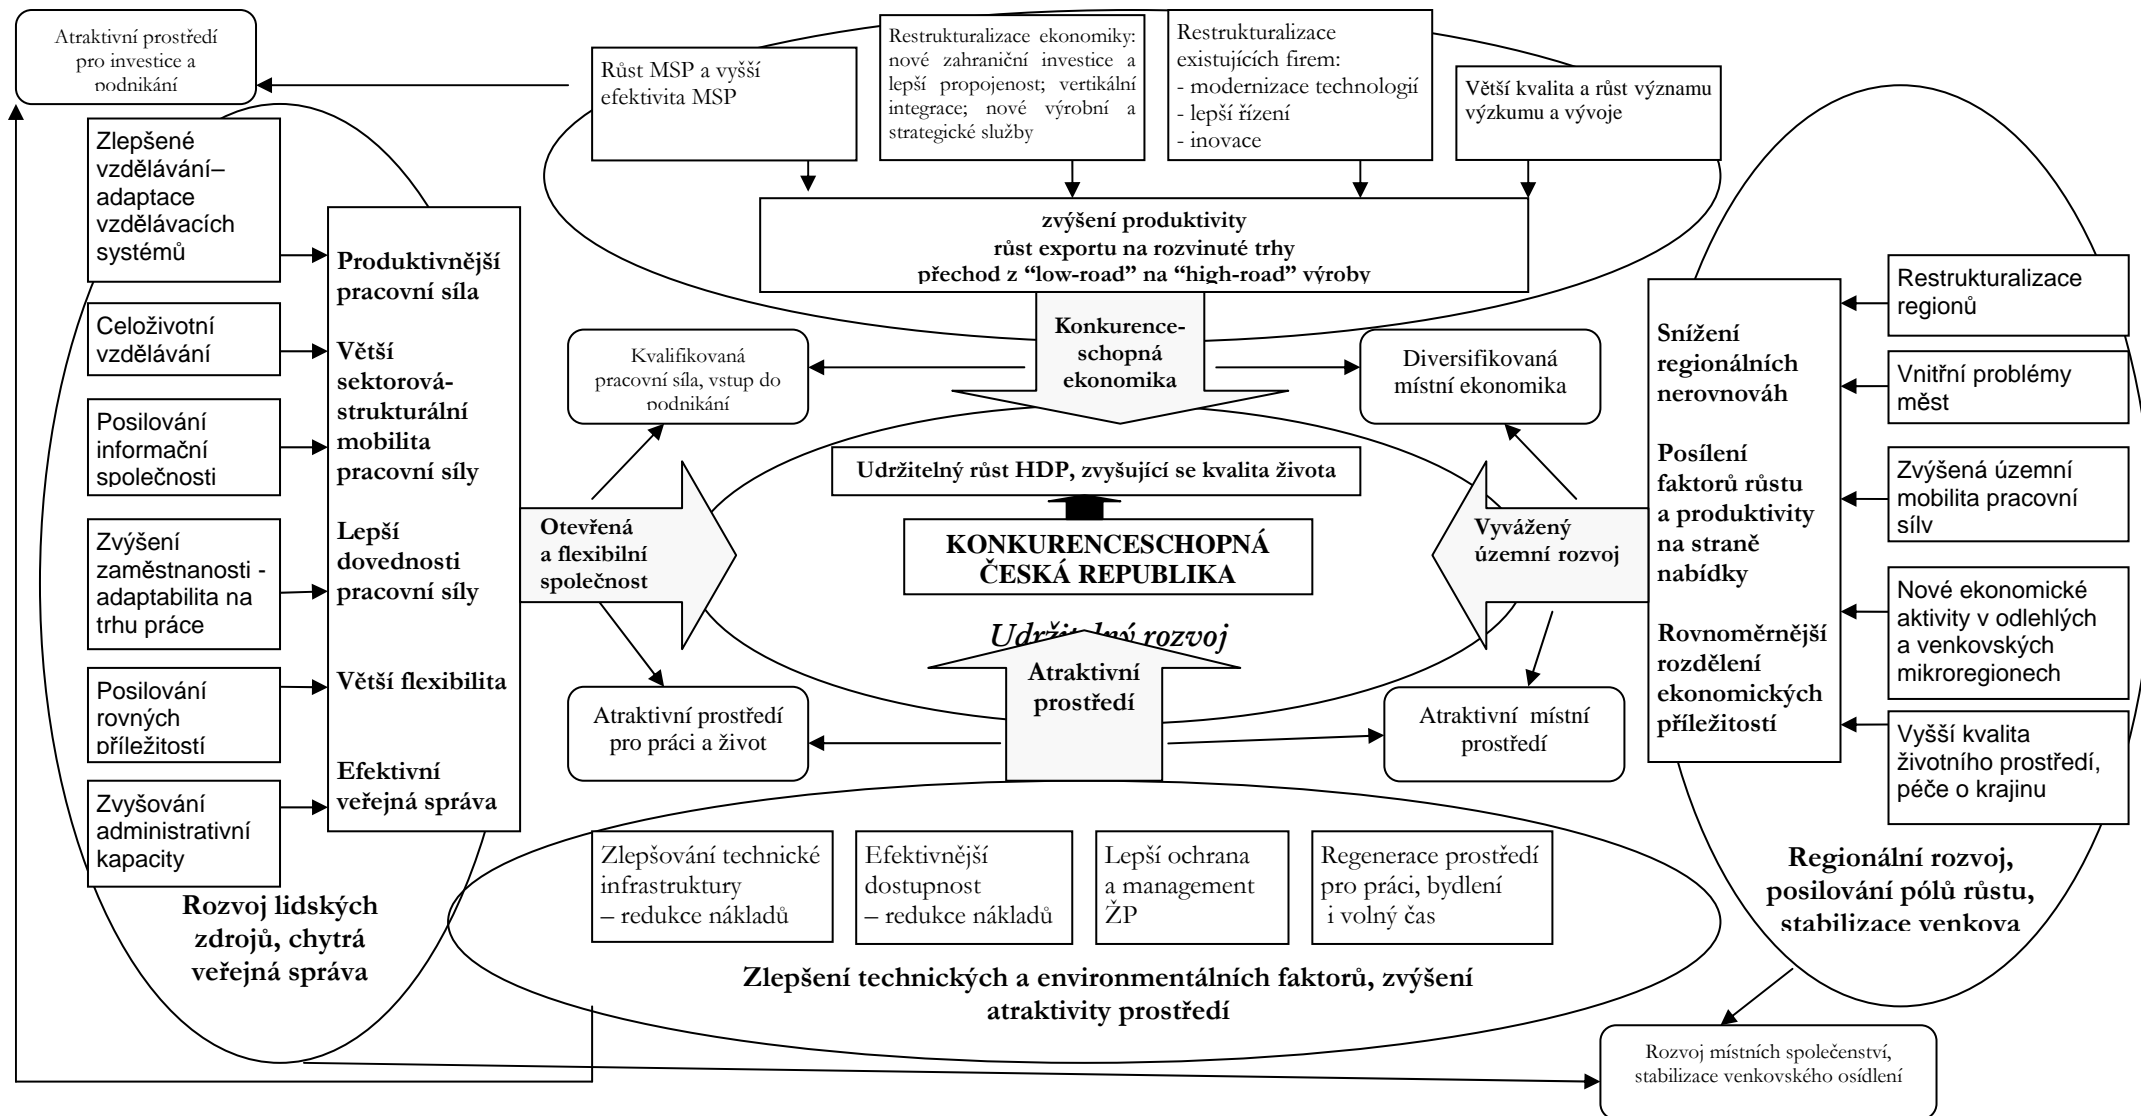 Atraktivní prostředí
pro investice a
podnikání
Růst MSP a vyšší
efektivita MSP
Restrukturalizace ekonomiky:
nové zahraniční investice a
lepší propojenost; vertikální
integrace; nové výrobní a
strategické služby
Restrukturalizace
existujících firem:
- modernizace technologií
- lepší řízení
- inovace
Větší kvalita a růst významu
výzkumu a vývoje
zvýšení produktivity
růst exportu na rozvinuté trhy
přechod z “low-road” na “high-road” výroby
Zlepšené
vzdělávání–
adaptace
vzdělávacích
systémů
Celoživotní
vzdělávání
Posilování
informační
společnosti
Zvýšení
zaměstnanosti -
adaptabilita na
trhu práce
Posilování
rovných
příležitostí
Zvyšování
administrativní
kapacity
Produktivnější
pracovní síla
Větší
sektorová-
strukturální
mobilita
pracovní síly
Lepší
dovednosti
pracovní síly
Větší flexibilita
Efektivní
veřejná správa
Rozvoj lidských
zdrojů, chytrá
veřejná správa
Kvalifikovaná
pracovní síla, vstup do
podnikání
Konkurence-
schopná
ekonomika
Diversifikovaná
místní ekonomika
Otevřená
a flexibilní
společnost
Udržitelný růst HDP, zvyšující se kvalita života
KONKURENCESCHOPNÁ
ČESKÁ REPUBLIKA
Udržitelný rozvoj
Vyvážený
územní rozvoj
Atraktivní
prostředí
Atraktivní prostředí
pro práci a život
Atraktivní místní
prostředí
Snížení
regionálních
nerovnováh
Posílení
faktorů růstu
a produktivity
na straně
nabídky
Rovnoměrnější
rozdělení
ekonomických
příležitostí
Restrukturalizace
regionů
Vnitřní problémy
měst
Zvýšená územní
mobilita pracovní
síly
Nové ekonomické
aktivity v odlehlých
a venkovských
mikroregionech
Vyšší kvalita
životního prostředí,
péče o krajinu
Regionální rozvoj,
posilování pólů růstu,
stabilizace venkova
Zlepšování technické
infrastruktury
– redukce nákladů
Efektivnější
dostupnost
– redukce nákladů
Lepší ochrana
a management
ŽP
Regenerace prostředí
pro práci, bydlení
i volný čas
Zlepšení technických a environmentálních faktorů, zvýšení
atraktivity prostředí
Rozvoj místních společenství,
stabilizace venkovského osídlení